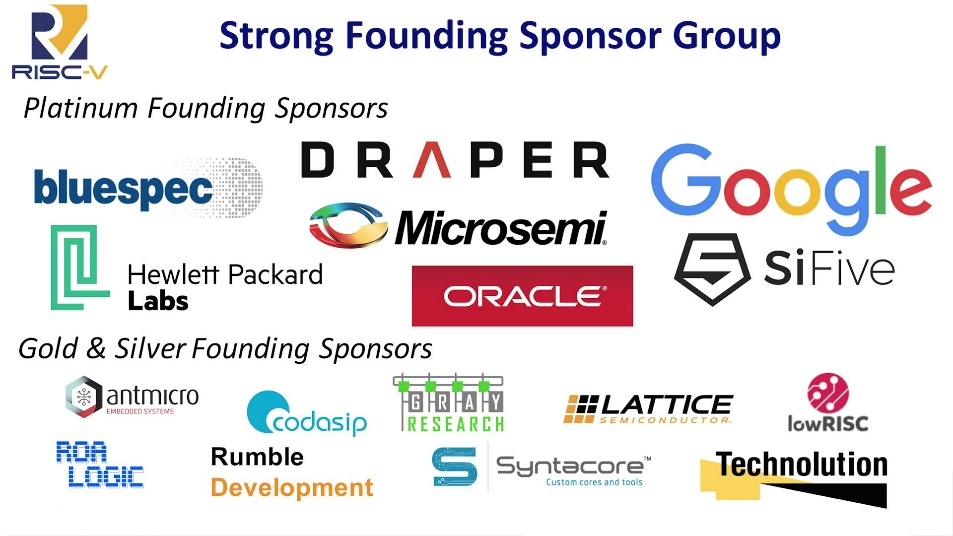 RISC-V
Strong Founding Sponsor Group
Platinum Founding Sponsors
bluespec
DRAPER
Google
Microsemi®
Hewlett Packard
Labs
ORACLE®
SiFive
Gold & Silver Founding Sponsors
antmicro
EMBEDDED SYSTEMS
codasip
GRAY
RESEARCH
LATTICE
SEMICONDUCTOR
lowRISC
ROA
LOGIC
Rumble
Development
Syntacore™
Custom cores and tools
Technolution